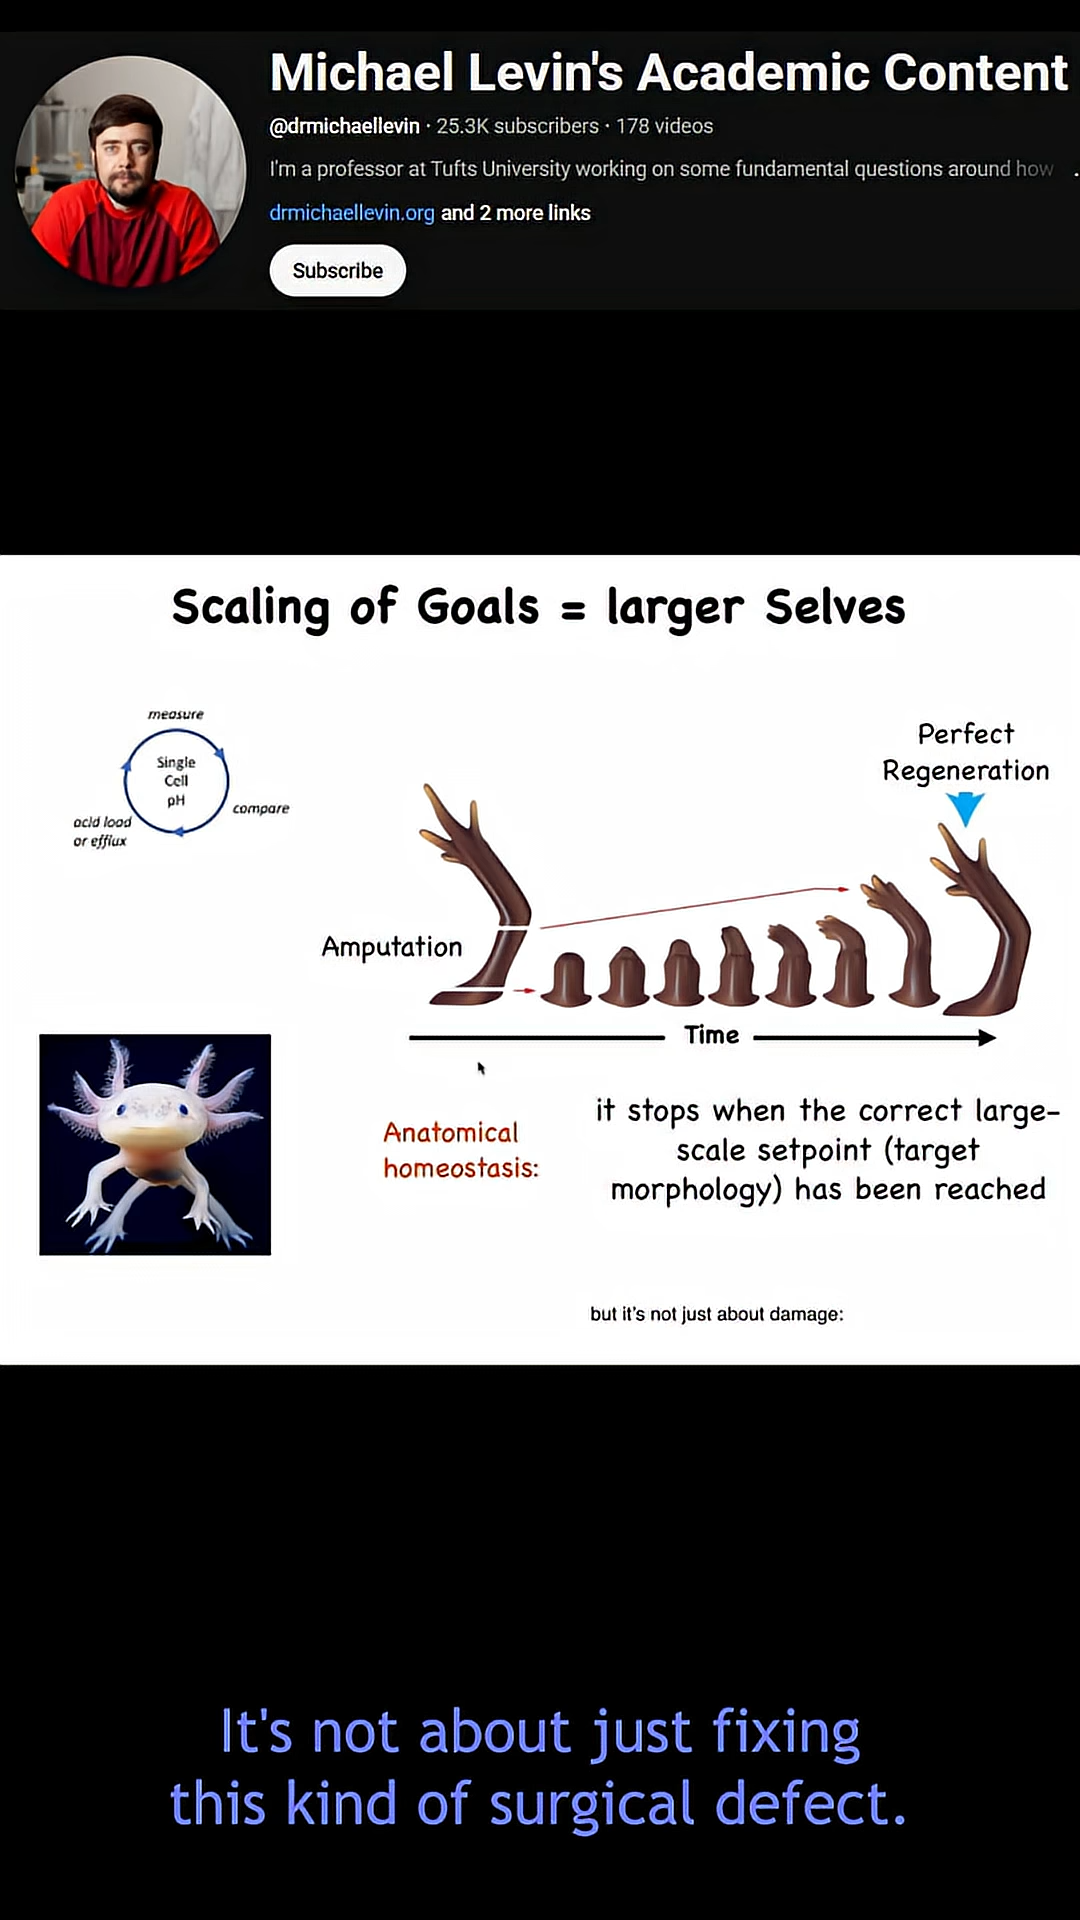 Michael Levin's Academic Content
@drmichaellevin · 25.3K subscribers · 178 videos
I'm a professor at Tufts University working on some fundamental questions around how .
drmichaellevin.org and 2 more links
Subscribe
Scaling of Goals = larger Selves
measure
Single
Cell
pH
compare
acid load
or efflux
Perfect
Regeneration
Amputation
Time
Anatomical
homeostasis:
it stops when the correct large-
scale setpoint (target
morphology) has been reached
but it's not just about damage:
It's not about just fixing
this kind of surgical defect.